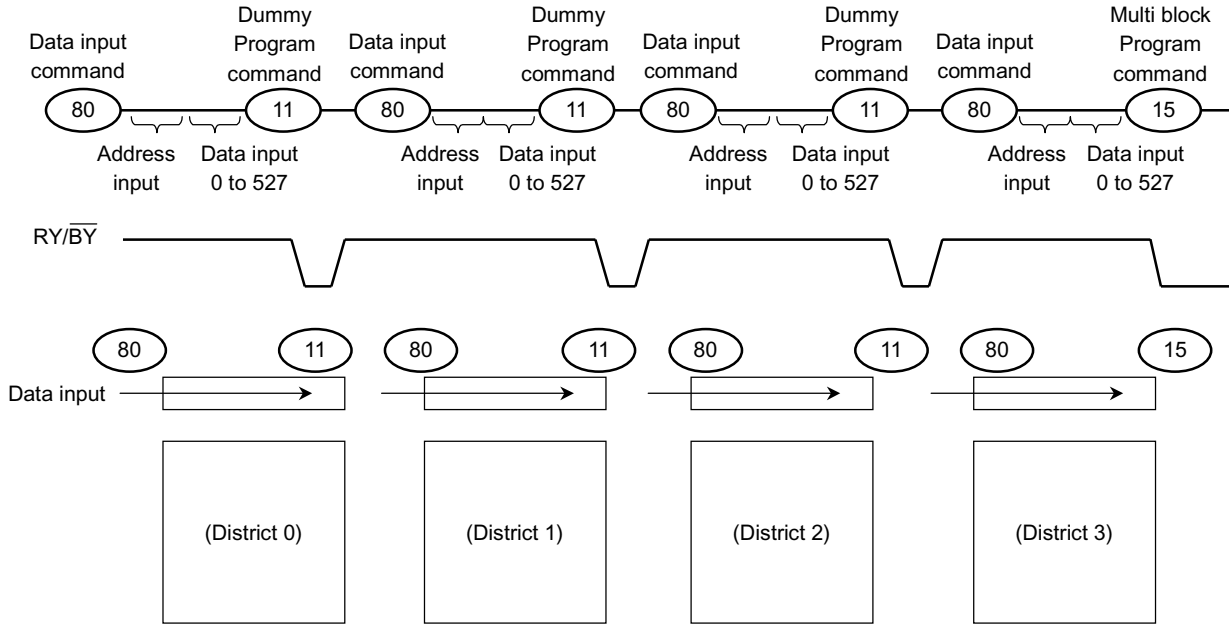 Data input
command
Dummy
Program
command
Data input
command
Dummy
Program
command
Data input
command
Dummy
Program
command
Data input
command
Multi block
Program
command
80
11
80
11
80
11
80
15
Address
input
Data input
0 to 527
Address
input
Data input
0 to 527
Address
input
Data input
0 to 527
Address
input
Data input
0 to 527
RY/B̅Y̅
80
11
80
11
80
11
80
15
Data input
(District 0)
(District 1)
(District 2)
(District 3)